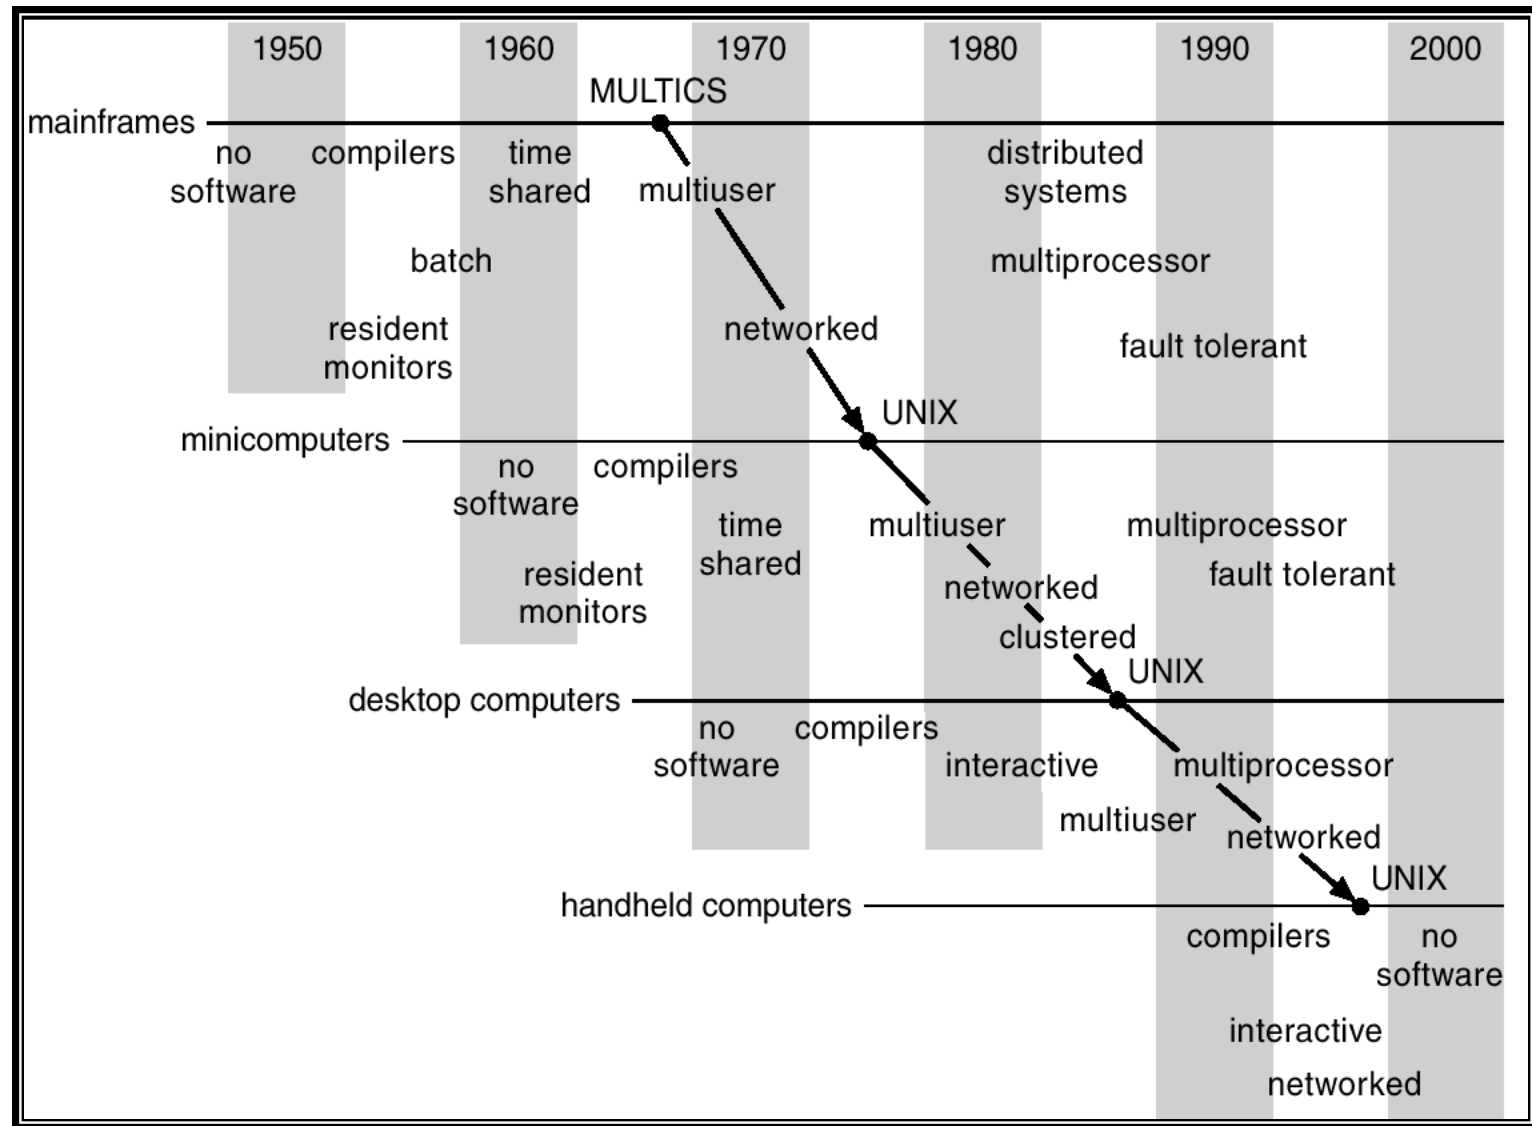 1950 1960 1970 1980 1990 2000
MULTICS
mainframes
no compilers time distributed
software shared multiuser systems
batch multiprocessor
resident networked
monitors fault tolerant
UNIX
minicomputers
no compilers
software
time multiuser multiprocessor
shared
resident networked fault tolerant
monitors
clustered
UNIX
desktop computers
no compilers
software interactive multiprocessor
multiuser networked
UNIX
handheld computers
compilers no
software
interactive
networked